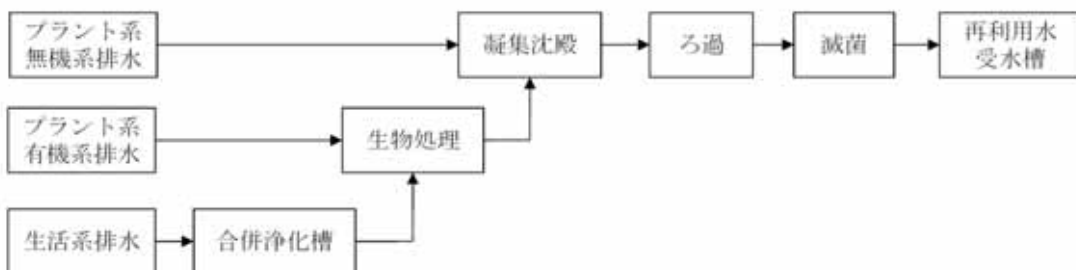 プラント系
無機系排水
凝集沈殿
ろ過
滅菌
再利用水
受水槽
プラント系
有機系排水
生物処理
生活系排水
合併浄化槽